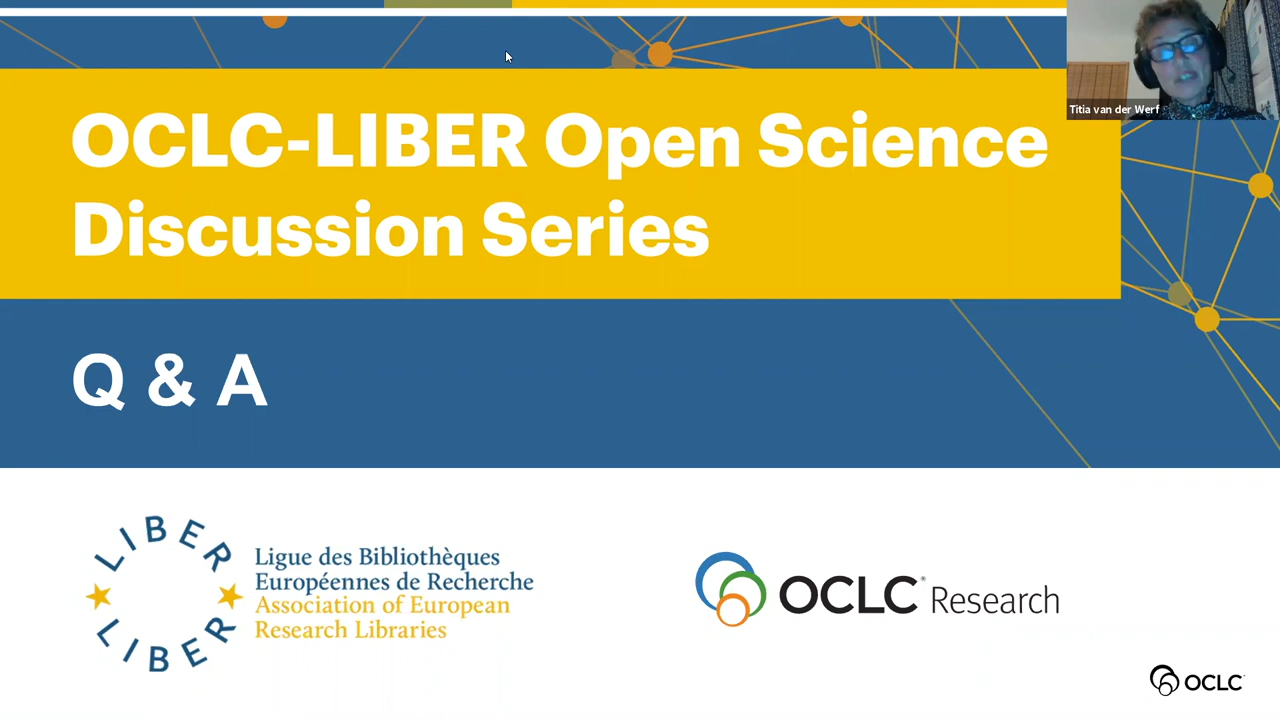 OCLC-LIBER Open Science
Discussion Series
Titia van der Werf
Q & A
LIBER
LIBER
Ligue des Bibliothèques
Européennes de Recherche
Association of European
Research Libraries
OCLC® Research
OCLC